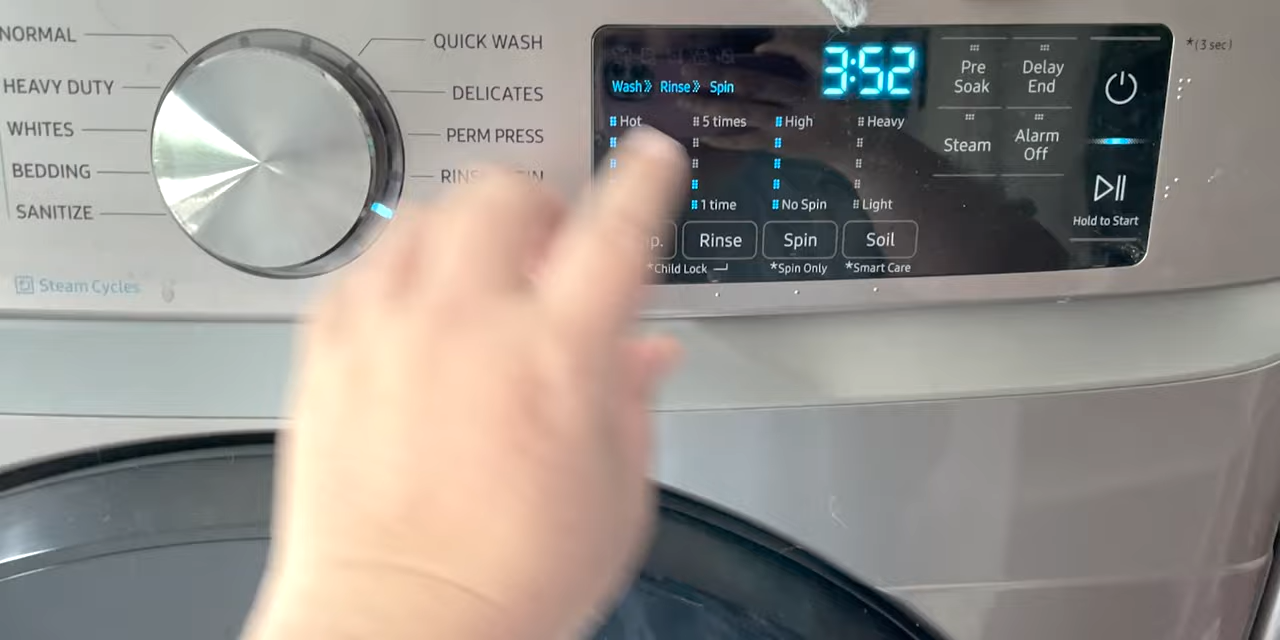 NORMAL
HEAVY DUTY
WHITES
BEDDING
SANITIZE
Steam Cycles
QUICK WASH
DELICATES
PERM PRESS
Wash» Rinse» Spin
3:52
Hot
5 times
High
Heavy
1 time
No Spin
Light
Rinse
Spin
Soil
*Child Lock
*Spin Only
*Smart Care
Pre
Soak
Delay
End
Steam
Alarm
Off
Hold to Start
*(3 sec)